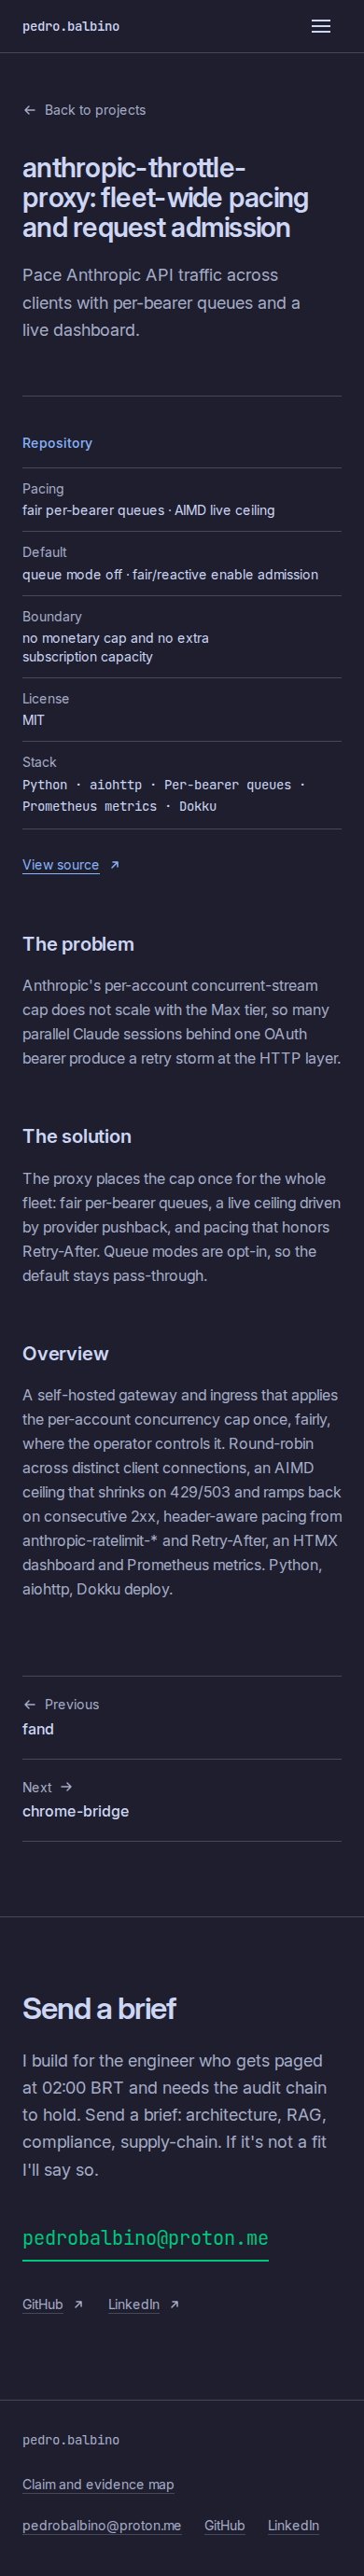 pedro.balbino
← Back to projects
anthropic-throttle-
proxy: fleet-wide pacing
and request admission
Pace Anthropic API traffic across
clients with per-bearer queues and a
live dashboard.
Repository
Pacing
fair per-bearer queues · AIMD live ceiling
Default
queue mode off · fair/reactive enable admission
Boundary
no monetary cap and no extra
subscription capacity
License
MIT
Stack
Python · aiohttp · Per-bearer queues ·
Prometheus metrics · Dokku
View source ↗
The problem
Anthropic's per-account concurrent-stream
cap does not scale with the Max tier, so many
parallel Claude sessions behind one OAuth
bearer produce a retry storm at the HTTP layer.
The solution
The proxy places the cap once for the whole
fleet: fair per-bearer queues, a live ceiling driven
by provider pushback, and pacing that honors
Retry-After. Queue modes are opt-in, so the
default stays pass-through.
Overview
A self-hosted gateway and ingress that applies
the per-account concurrency cap once, fairly,
where the operator controls it. Round-robin
across distinct client connections, an AIMD
ceiling that shrinks on 429/503 and ramps back
on consecutive 2xx, header-aware pacing from
anthropic-ratelimit-* and Retry-After, an HTMX
dashboard and Prometheus metrics. Python,
aiohttp, Dokku deploy.
← Previous
fand
Next →
chrome-bridge
Send a brief
I build for the engineer who gets paged
at 02:00 BRT and needs the audit chain
to hold. Send a brief: architecture, RAG,
compliance, supply-chain. If it's not a fit
I'll say so.
pedrobalbino@proton.me
GitHub ↗ LinkedIn ↗
pedro.balbino
Claim and evidence map
pedrobalbino@proton.me GitHub LinkedIn